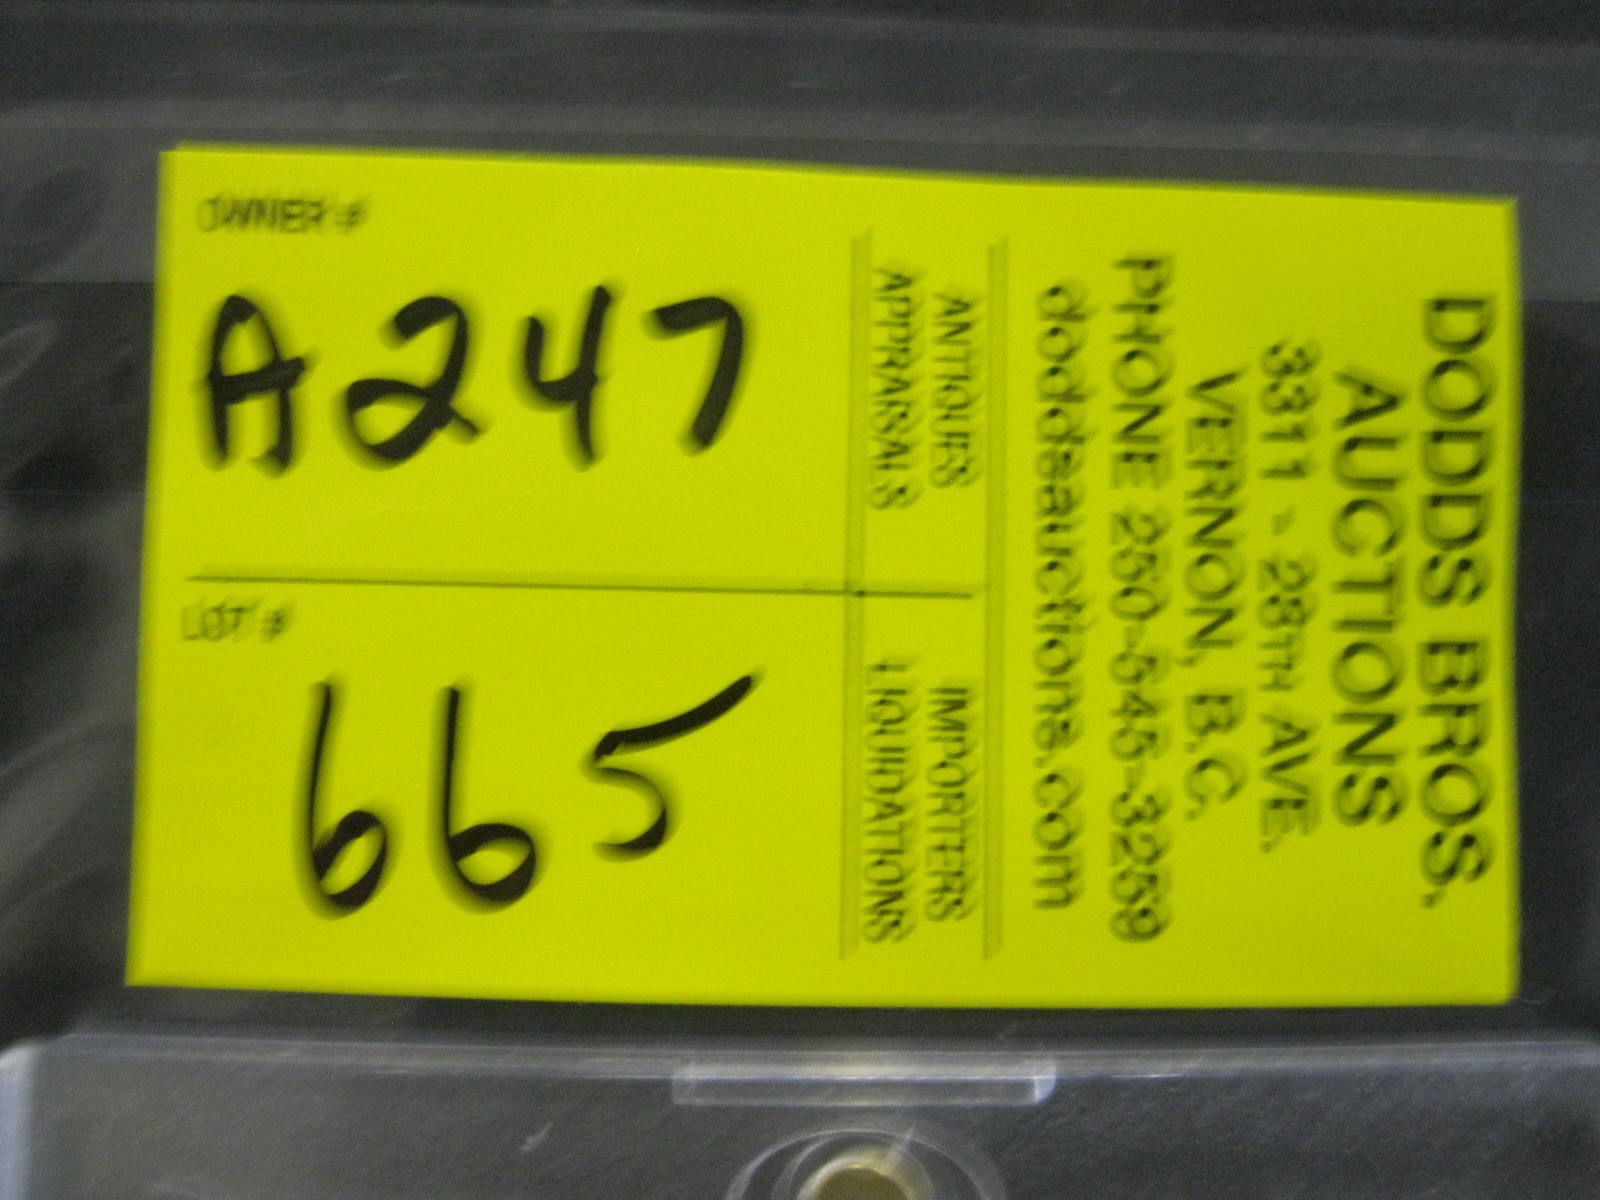 OWNER #
A247
LOT #
665
DODDS BROS.
AUCTIONS
3311 - 28TH AVE.
VERNON, B.C.
PHONE 250-545-3259
doddsauctions.com
ANTIQUES IMPORTERS
APPRAISALS LIQUIDATIONS